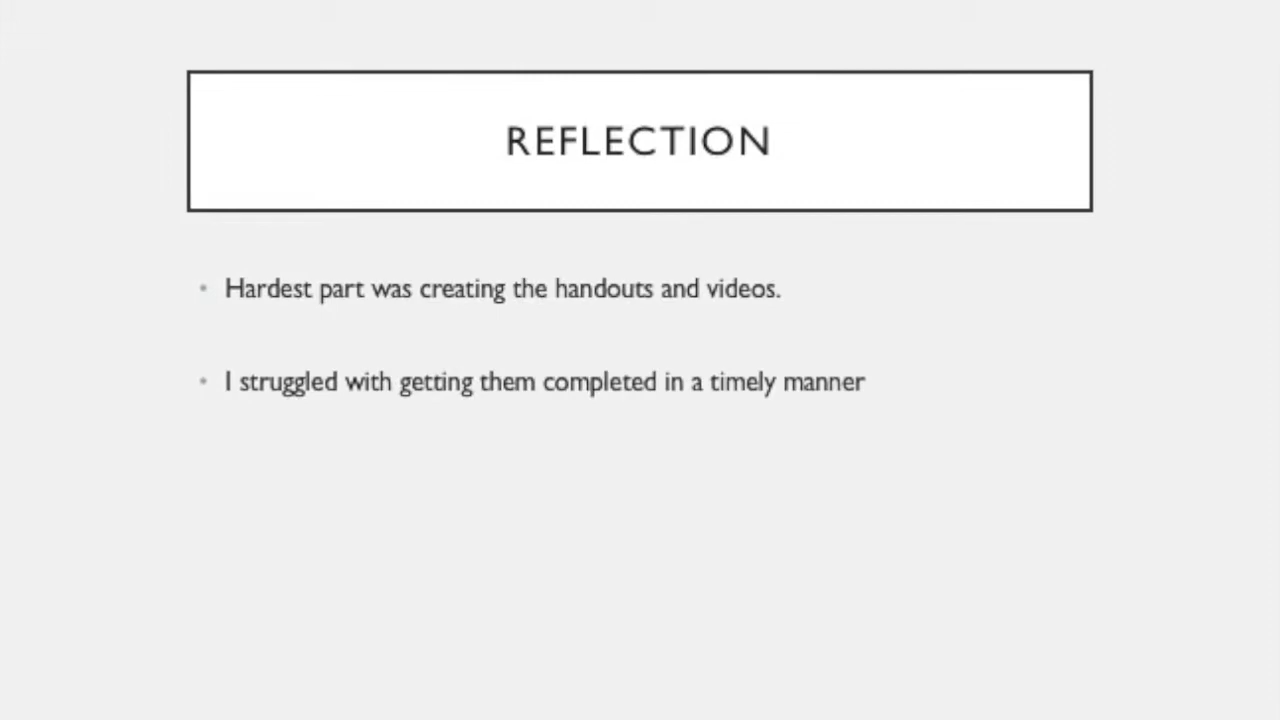 REFLECTION
• Hardest part was creating the handouts and videos.
• I struggled with getting them completed in a timely manner